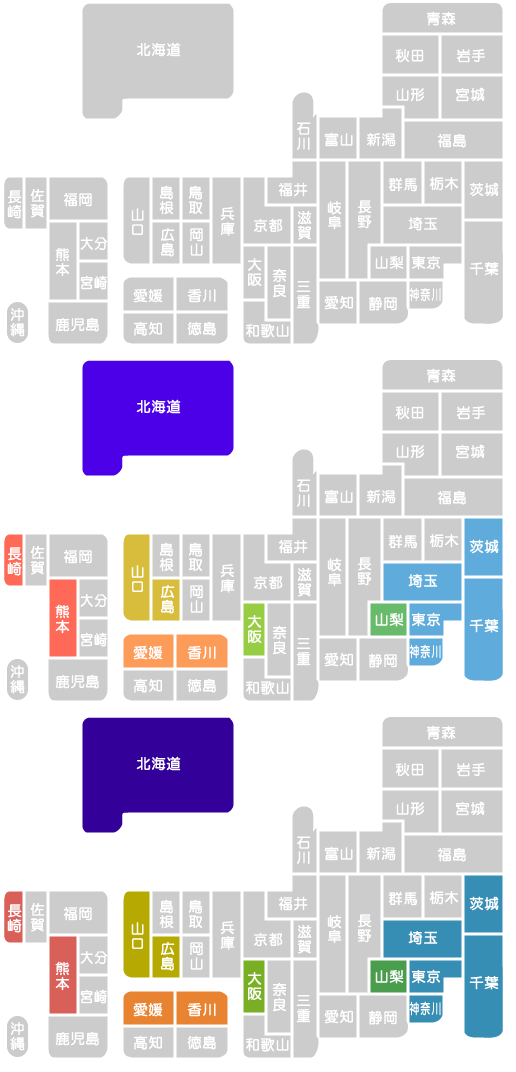 青森
北海道
秋田 岩手
山形 宮城
石川 富山 新潟 福島
長崎 佐賀 福岡 山口 島根 鳥取 兵庫 福井 岐阜 長野 群馬 栃木 茨城
広島 岡山 京都 滋賀 埼玉
熊本 大分 大阪 奈良 三重 山梨 東京 千葉
宮崎 愛媛 香川 愛知 静岡 神奈川
沖縄 鹿児島 高知 徳島 和歌山
青森
北海道
秋田 岩手
山形 宮城
石川 富山 新潟 福島
長崎 佐賀 福岡 山口 島根 鳥取 兵庫 福井 岐阜 長野 群馬 栃木 茨城
広島 岡山 京都 滋賀 埼玉
熊本 大分 大阪 奈良 三重 山梨 東京 千葉
宮崎 愛媛 香川 愛知 静岡 神奈川
沖縄 鹿児島 高知 徳島 和歌山
青森
北海道
秋田 岩手
山形 宮城
石川 富山 新潟 福島
長崎 佐賀 福岡 山口 島根 鳥取 兵庫 福井 岐阜 長野 群馬 栃木 茨城
広島 岡山 京都 滋賀 埼玉
熊本 大分 大阪 奈良 三重 山梨 東京 千葉
宮崎 愛媛 香川 愛知 静岡 神奈川
沖縄 鹿児島 高知 徳島 和歌山